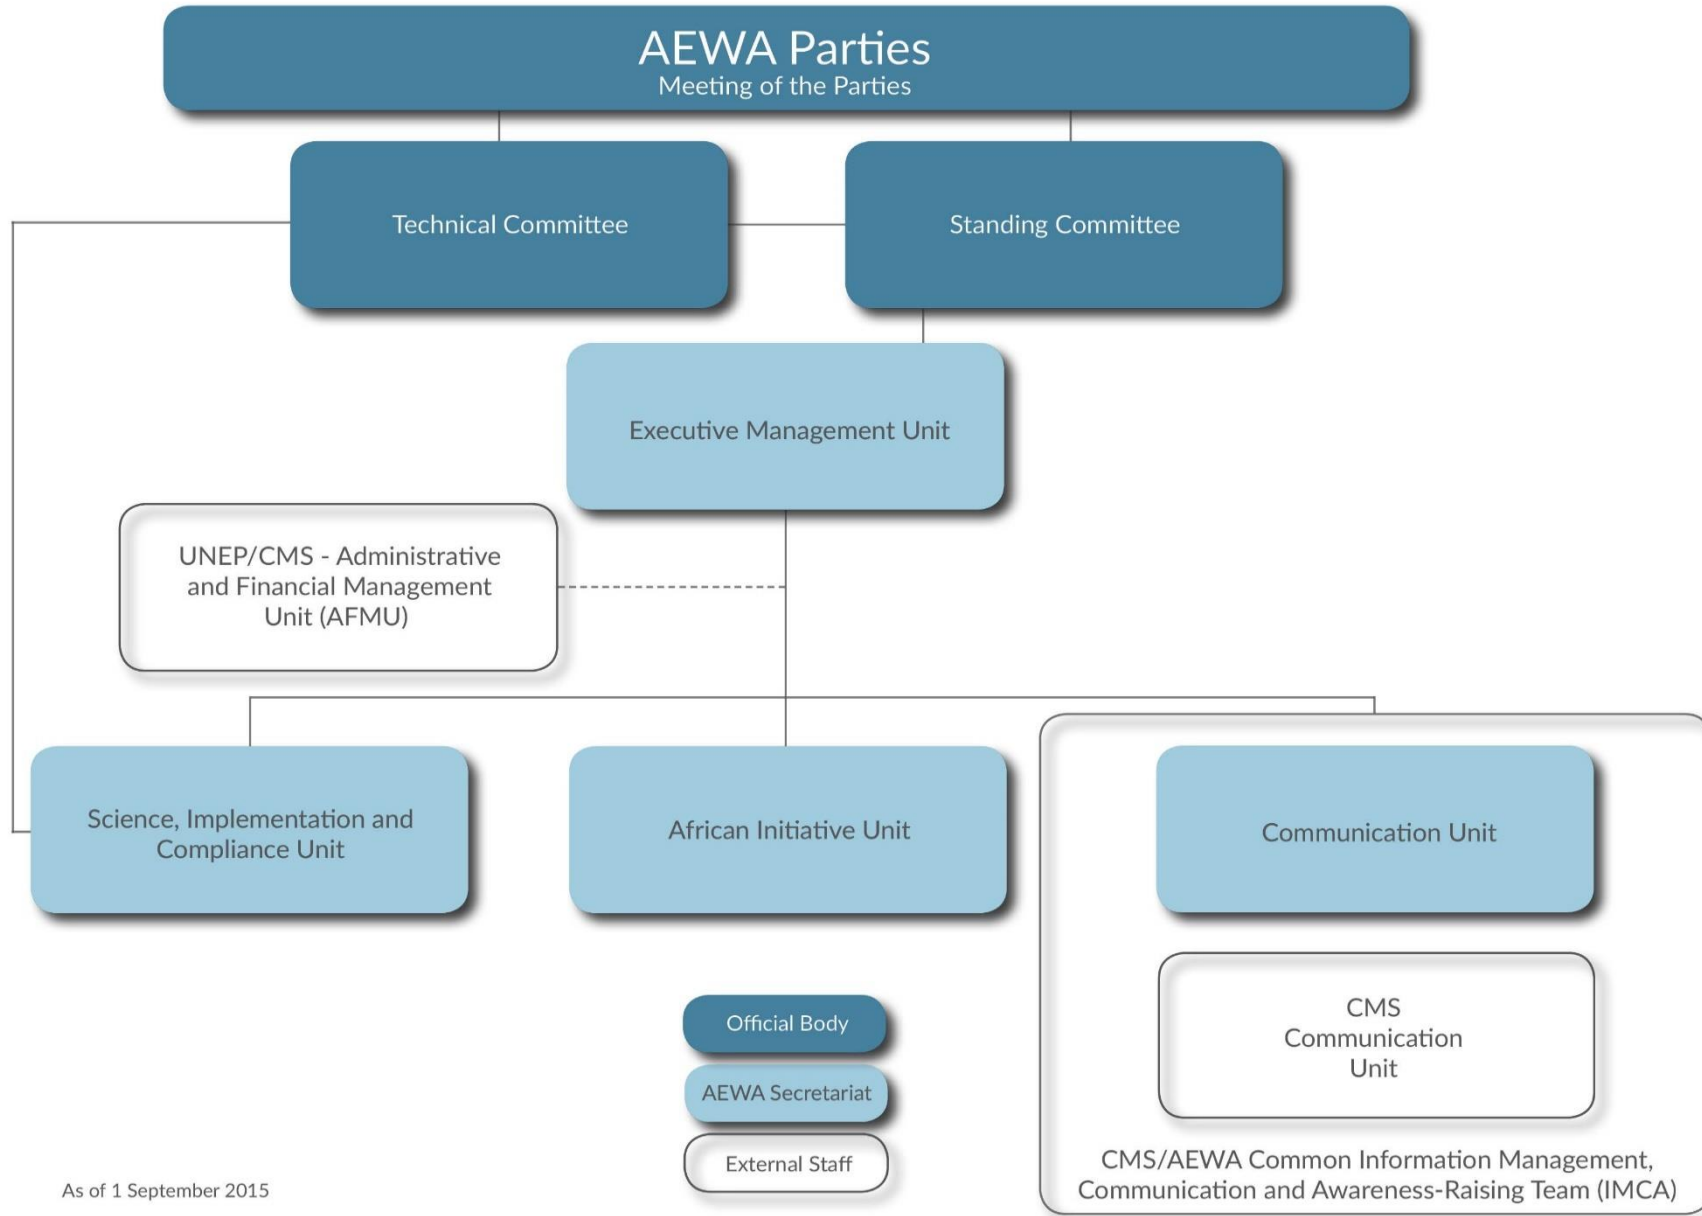 AEWA Parties
Meeting of the Parties
Technical Committee
Standing Committee
Executive Management Unit
UNEP/CMS - Administrative
and Financial Management
Unit (AFMU)
Science, Implementation and
Compliance Unit
African Initiative Unit
Communication Unit
CMS
Communication
Unit
CMS/AEWA Common Information Management,
Communication and Awareness-Raising Team (IMCA)
Official Body
AEWA Secretariat
External Staff
As of 1 September 2015